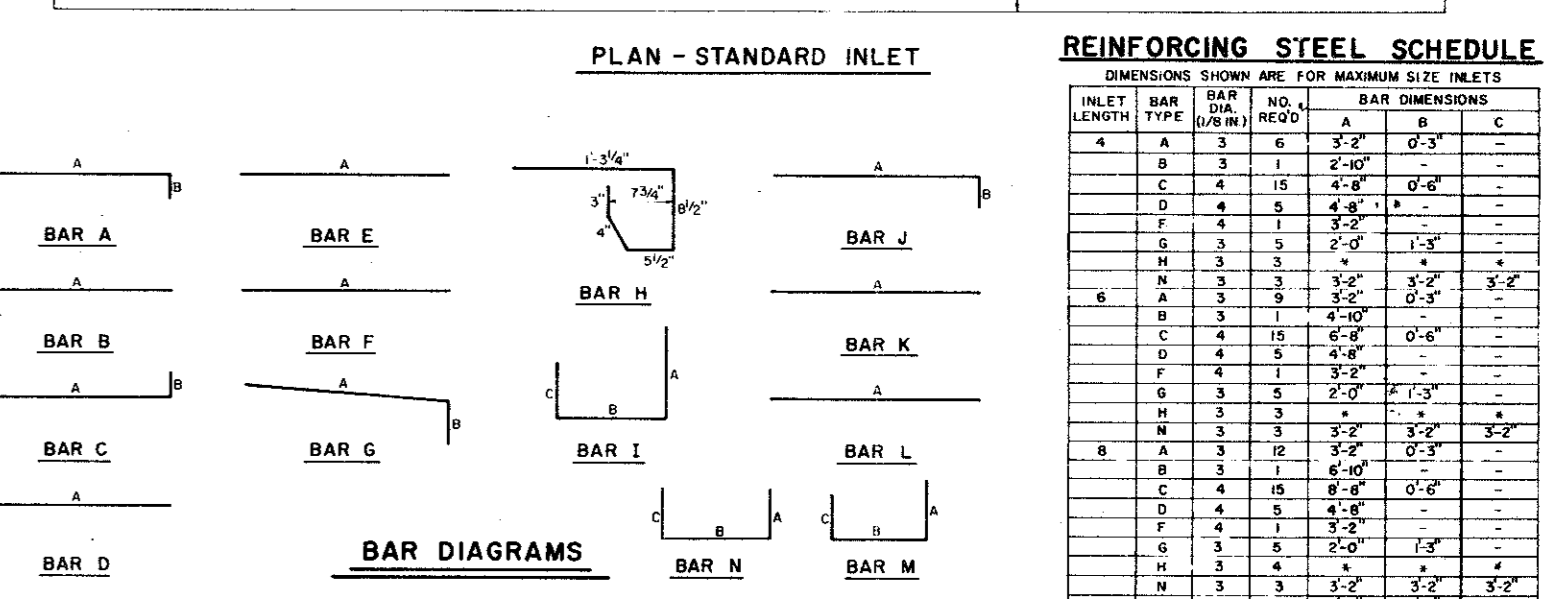 PLAN - STANDARD INLET
A
B
BAR A
A
BAR E
1'-3 1/4"
3"
7 3/4"
8 1/2"
4"
5 1/2"
BAR H
A
B
BAR J
A
BAR B
A
BAR F
A
BAR K
A
B
BAR C
A
B
BAR G
C
A
B
BAR I
A
BAR L
A
BAR D
BAR DIAGRAMS
C
A
B
BAR N
C
A
B
BAR M
REINFORCING STEEL SCHEDULE
DIMENSIONS SHOWN ARE FOR MAXIMUM SIZE INLETS
INLET LENGTH BAR TYPE BAR DIA. (1/8 IN.) NO. REQ'D BAR DIMENSIONS
A B C
4 A 3 6 3'-2" 0'-3" -
B 3 1 2'-10" - -
C 4 15 4'-8" 0'-6" -
D 4 5 4'-8" - -
F 4 1 3'-2" - -
G 3 5 2'-0" 1'-3" -
H 3 3 * * *
N 3 3 3'-2" 3'-2" 3'-2"
6 A 3 9 3'-2" 0'-3" -
B 3 1 4'-10" - -
C 4 15 6'-8" 0'-6" -
D 4 5 4'-8" - -
F 4 1 3'-2" - -
G 3 5 2'-0" 1'-3" -
H 3 3 * * *
N 3 3 3'-2" 3'-2" 3'-2"
8 A 3 12 3'-2" 0'-3" -
B 3 1 6'-10" - -
C 4 15 8'-8" 0'-6" -
D 4 5 4'-8" - -
F 4 1 3'-2" - -
G 3 5 2'-0" 1'-3" -
H 3 4 * * *
N 3 3 3'-2" 3'-2" 3'-2"